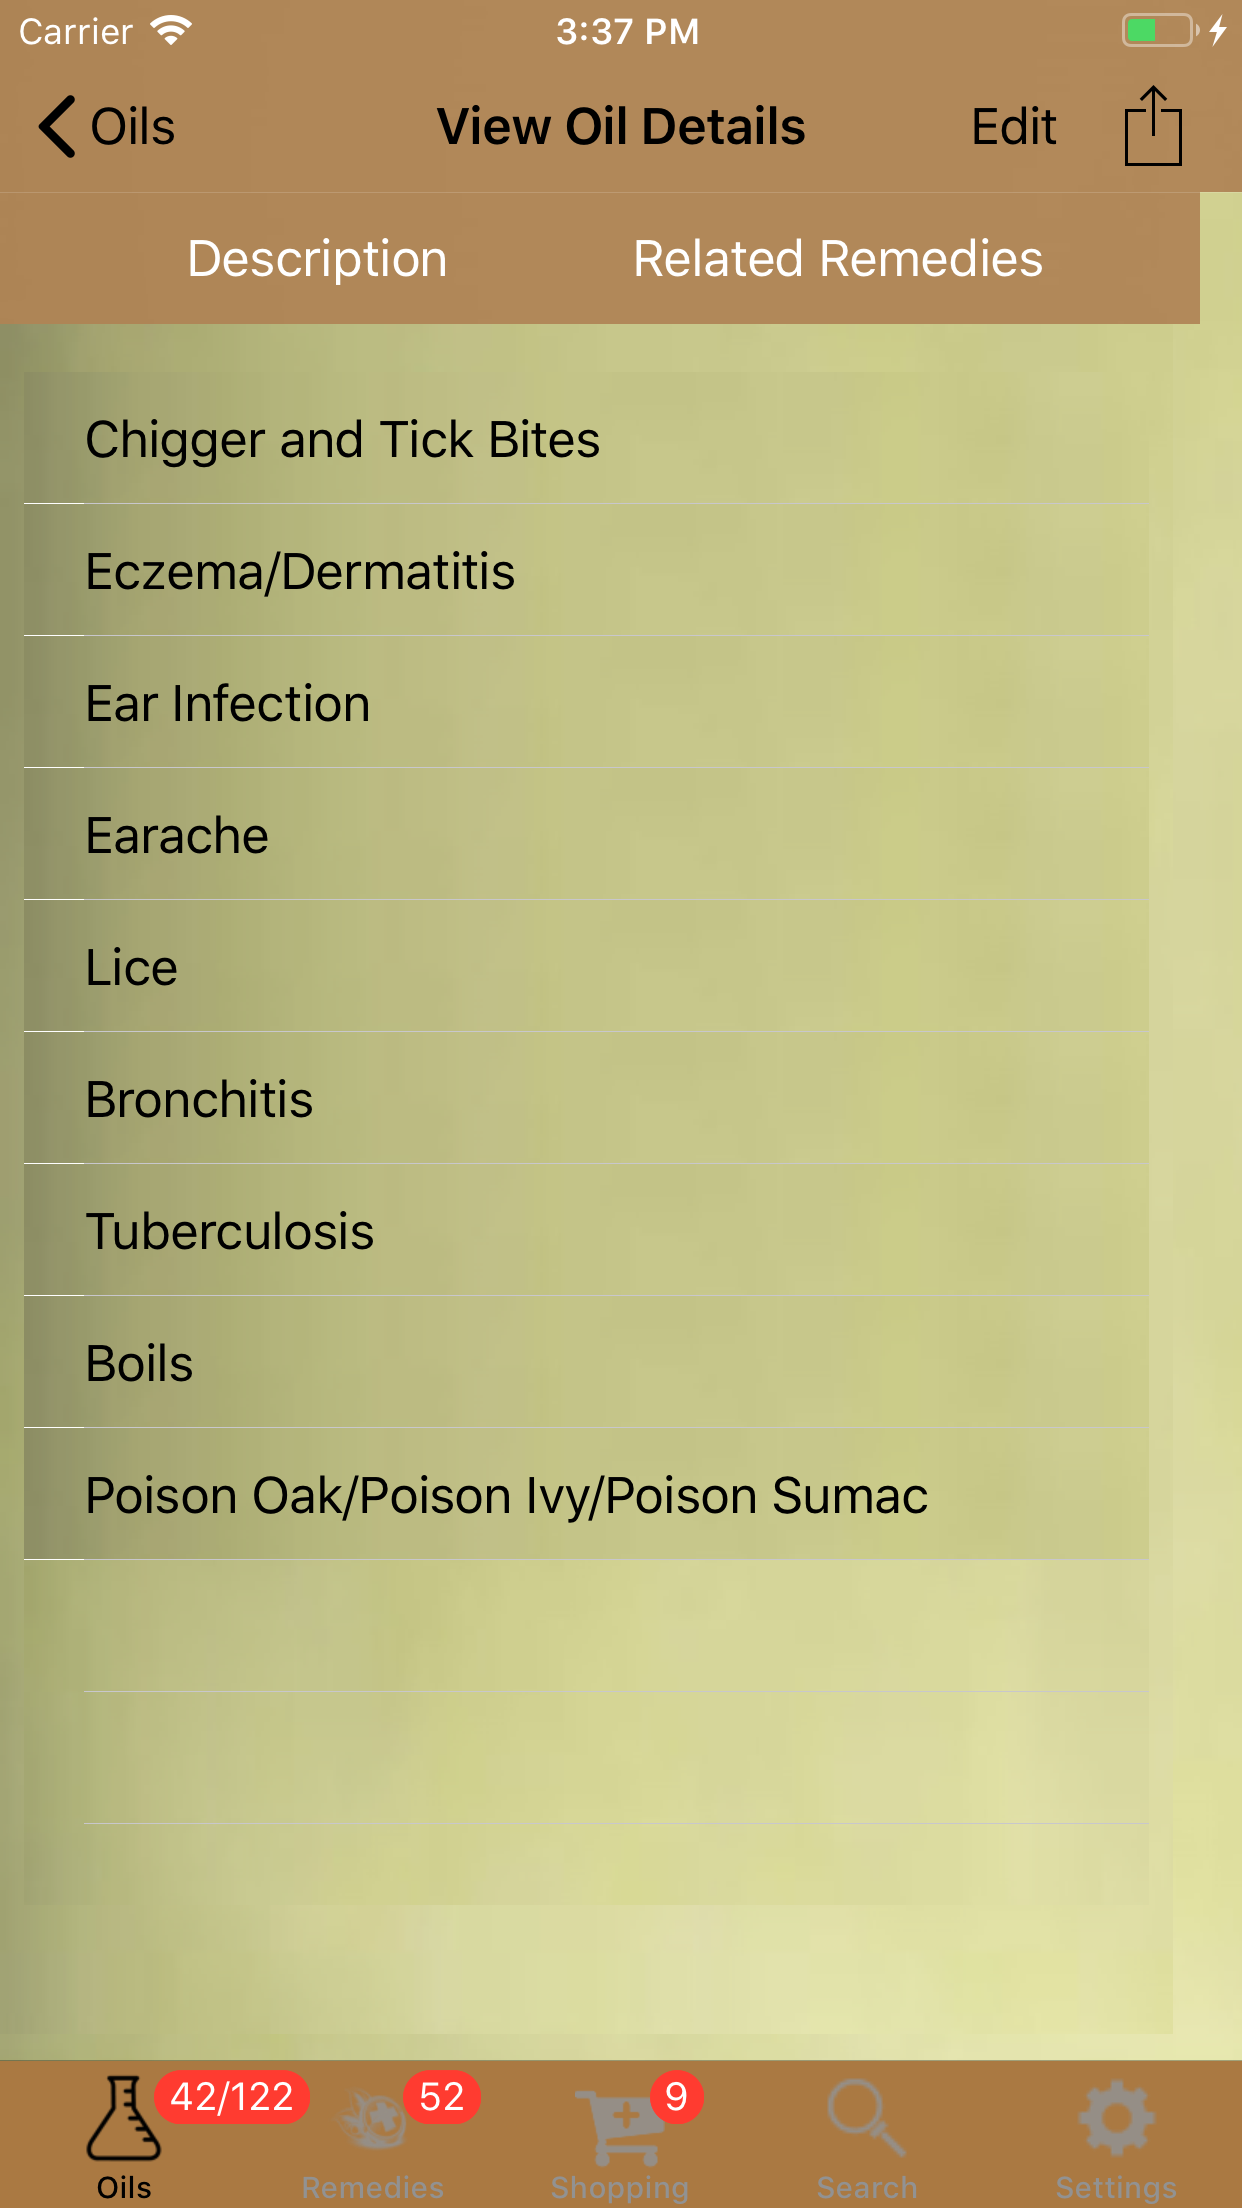 Carrier 3:37 PM
Oils View Oil Details Edit
Description Related Remedies
Chigger and Tick Bites
Eczema/Dermatitis
Ear Infection
Earache
Lice
Bronchitis
Tuberculosis
Boils
Poison Oak/Poison Ivy/Poison Sumac
42/122 52 9
Oils Remedies Shopping Search Settings